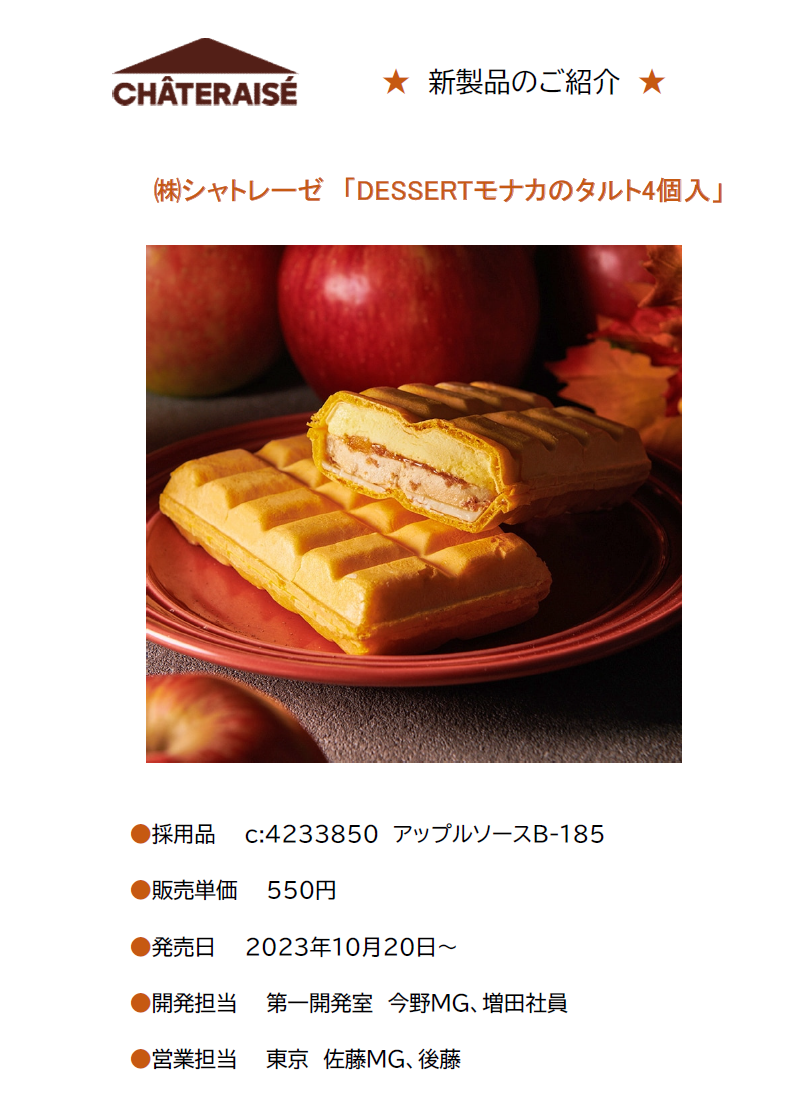 CHÂTERAISÉ
★ 新製品のご紹介 ★
㈱シャトレーゼ 「DESSERTモナカのタルト4個入」
●採用品 c:4233850 アップルソースB-185
●販売単価 550円
●発売日 2023年10月20日～
●開発担当 第一開発室 今野MG、増田社員
●営業担当 東京 佐藤MG、後藤